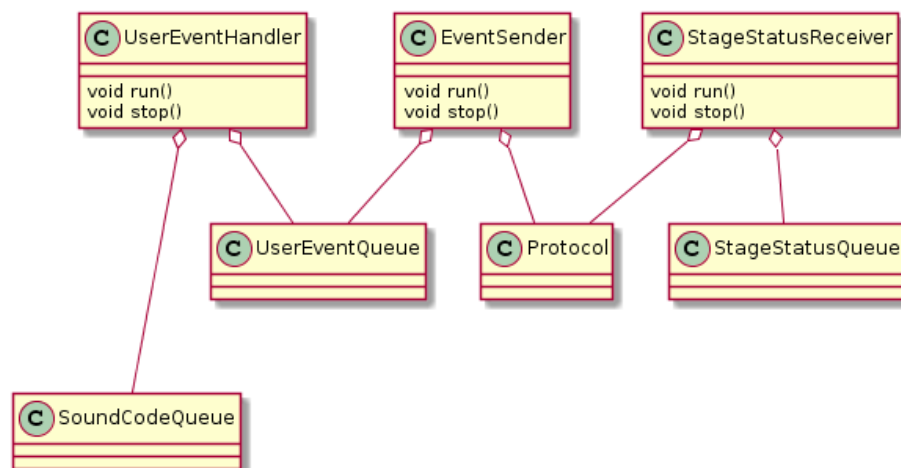 C UserEventHandler
void run()
void stop()
C EventSender
void run()
void stop()
C StageStatusReceiver
void run()
void stop()
C UserEventQueue
C Protocol
C StageStatusQueue
C SoundCodeQueue